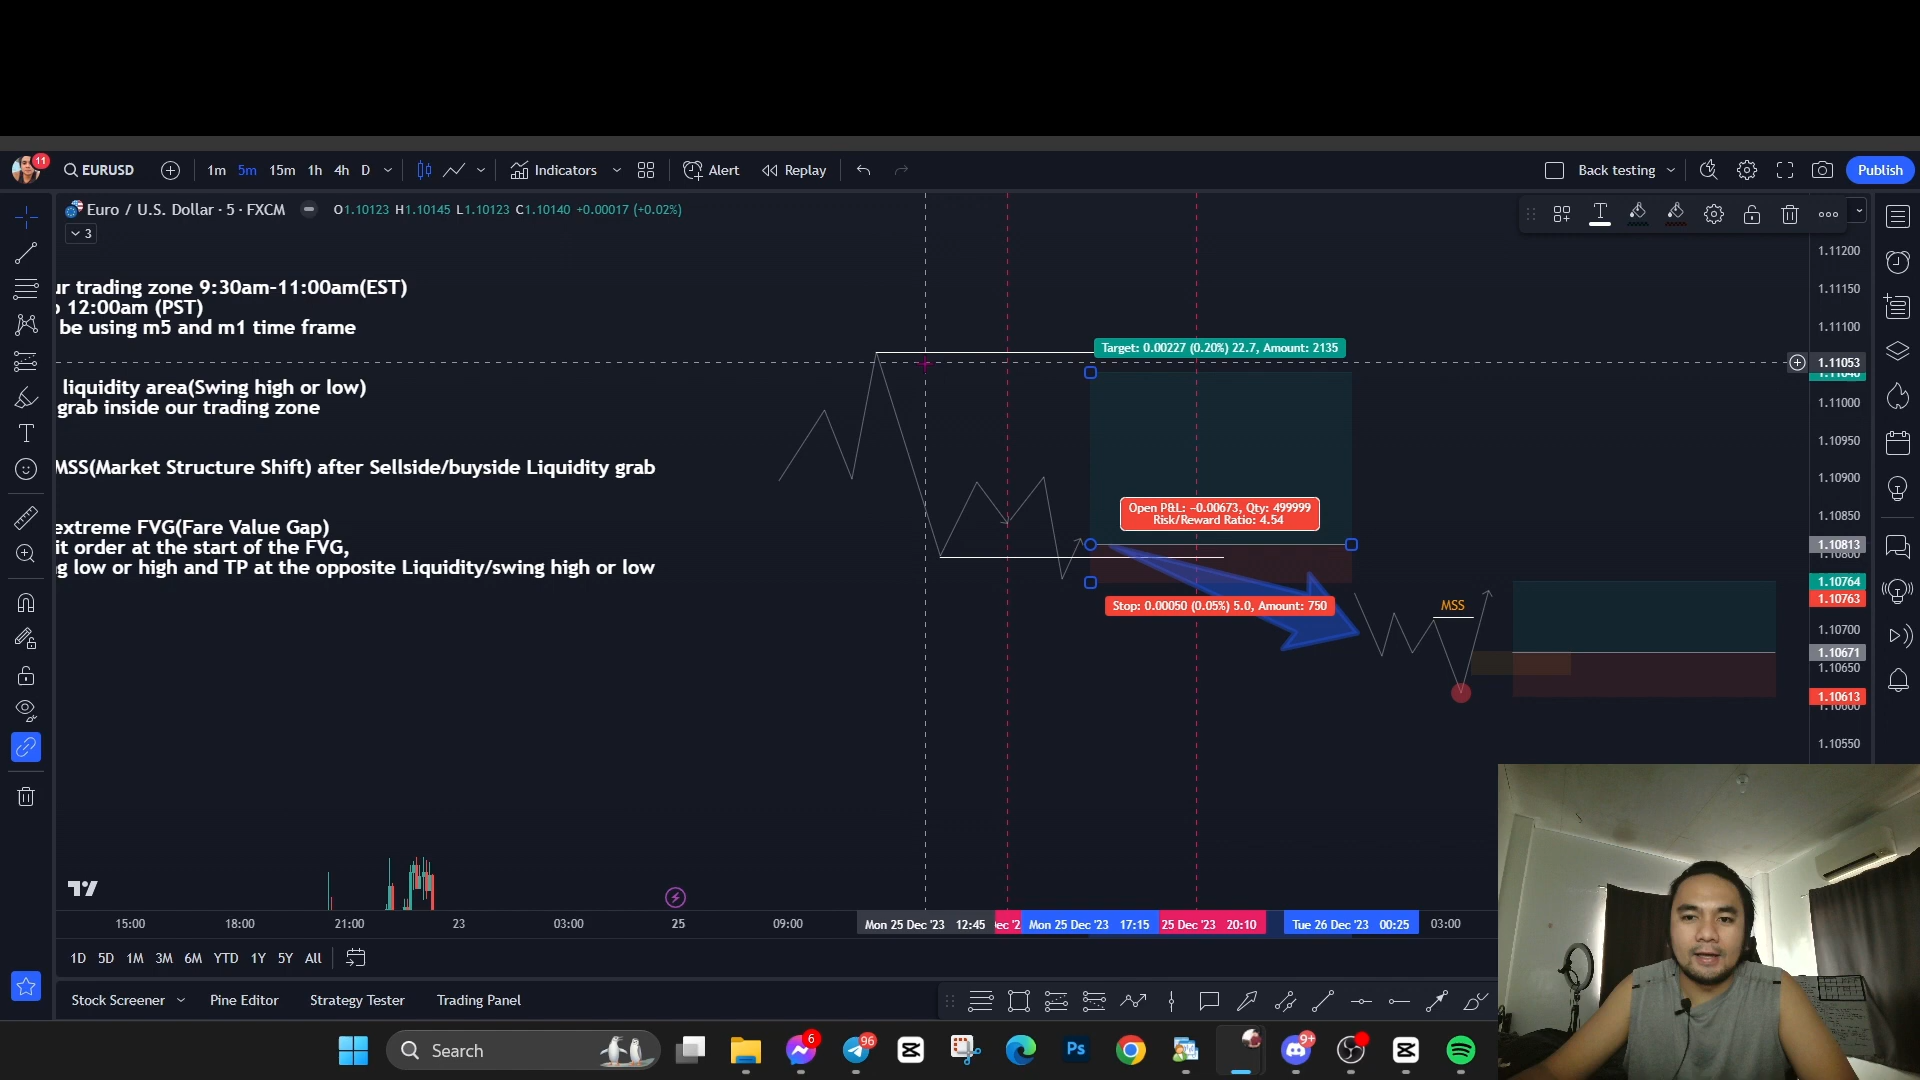 11
EURUSD
1m 5m 15m 1h 4h D
Indicators
Alert
Replay
Back testing
Publish
Euro / U.S. Dollar · 5 · FXCM
O1.10123 H1.10145 L1.10123 C1.10140 +0.00017 (+0.02%)
3
ur trading zone 9:30am-11:00am(EST)
12:00am (PST)
be using m5 and m1 time frame
liquidity area(Swing high or low)
grab inside our trading zone
MSS(Market Structure Shift) after Sellside/buyside Liquidity grab
extreme FVG(Fare Value Gap)
it order at the start of the FVG,
g low or high and TP at the opposite Liquidity/swing high or low
Target: 0.00227 (0.20%) 22.7, Amount: 2135
Open P&L: −0.00673, Qty: 499999
Risk/Reward Ratio: 4.54
Stop: 0.00050 (0.05%) 5.0, Amount: 750
MSS
1.11200
1.11150
1.11100
1.11053
1.11000
1.10950
1.10900
1.10850
1.10813
1.10764
1.10763
1.10700
1.10671
1.10650
1.10613
1.10600
1.10550
15:00 18:00 21:00 23 03:00 25 09:00 Mon 25 Dec '23 12:45 Mon 25 Dec '23 17:15 25 Dec '23 20:10 Tue 26 Dec '23 00:25 03:00
1D 5D 1M 3M 6M YTD 1Y 5Y All
Stock Screener
Pine Editor
Strategy Tester
Trading Panel
Search
6
96
Ps
9+